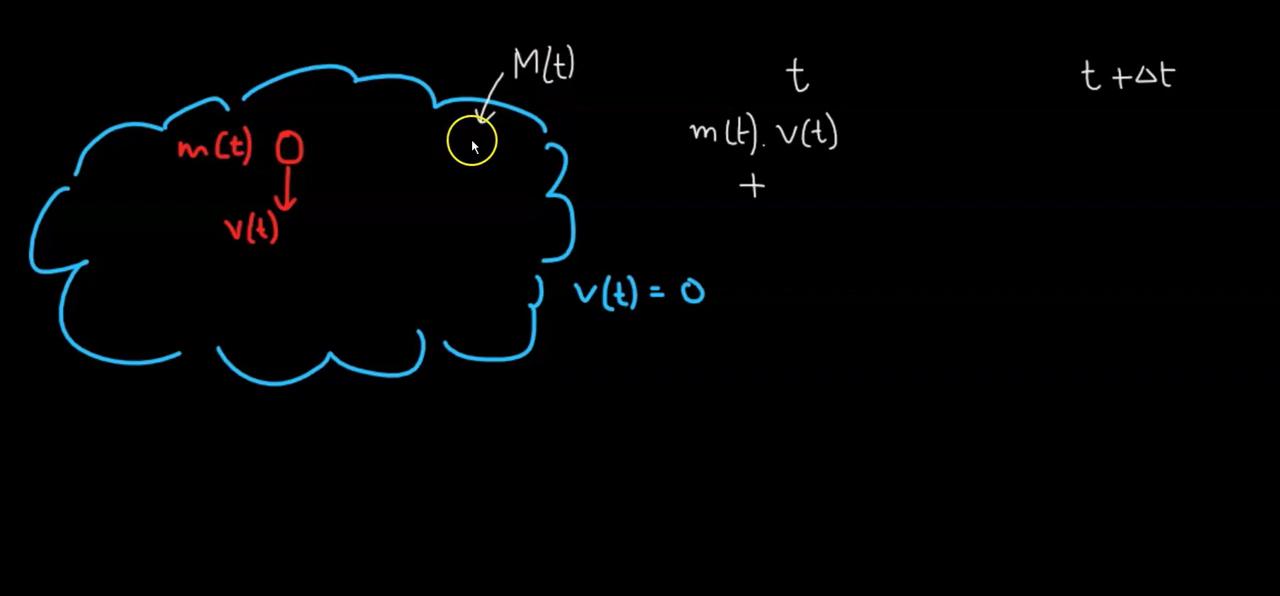 M(t)
t
t + Δt
m(t)
m(t). v(t)
+
v(t)
v(t) = 0